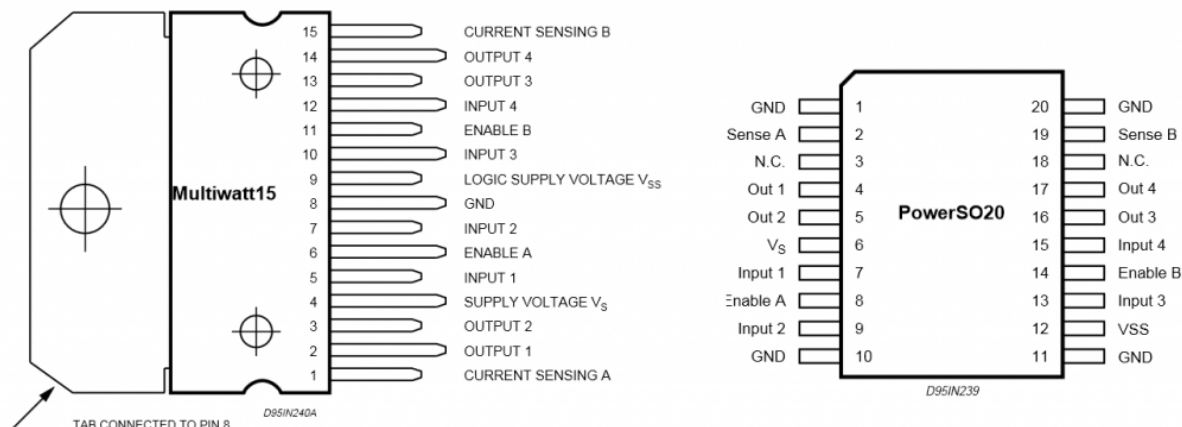 15 CURRENT SENSING B
14 OUTPUT 4
13 OUTPUT 3
12 INPUT 4
11 ENABLE B
10 INPUT 3
9 LOGIC SUPPLY VOLTAGE VSS
8 GND
7 INPUT 2
6 ENABLE A
5 INPUT 1
4 SUPPLY VOLTAGE VS
3 OUTPUT 2
2 OUTPUT 1
1 CURRENT SENSING A
Multiwatt15
D95IN240A
TAB CONNECTED TO PIN 8
GND 1 20 GND
Sense A 2 19 Sense B
N.C. 3 18 N.C.
Out 1 4 17 Out 4
Out 2 5 16 Out 3
VS 6 15 Input 4
Input 1 7 14 Enable B
Enable A 8 13 Input 3
Input 2 9 12 VSS
GND 10 11 GND
PowerSO20
D95IN239